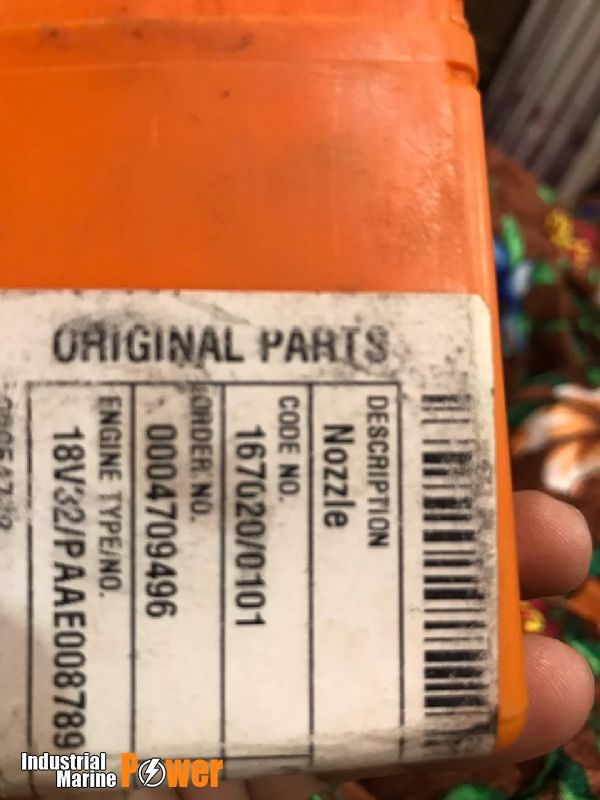 ORIGINAL PARTS
DESCRIPTION
Nozzle
CODE NO.
167020/0101
ORDER NO.
0004709496
ENGINE TYPE/NO.
18V32/PAAE008789
Industrial
Marine Power